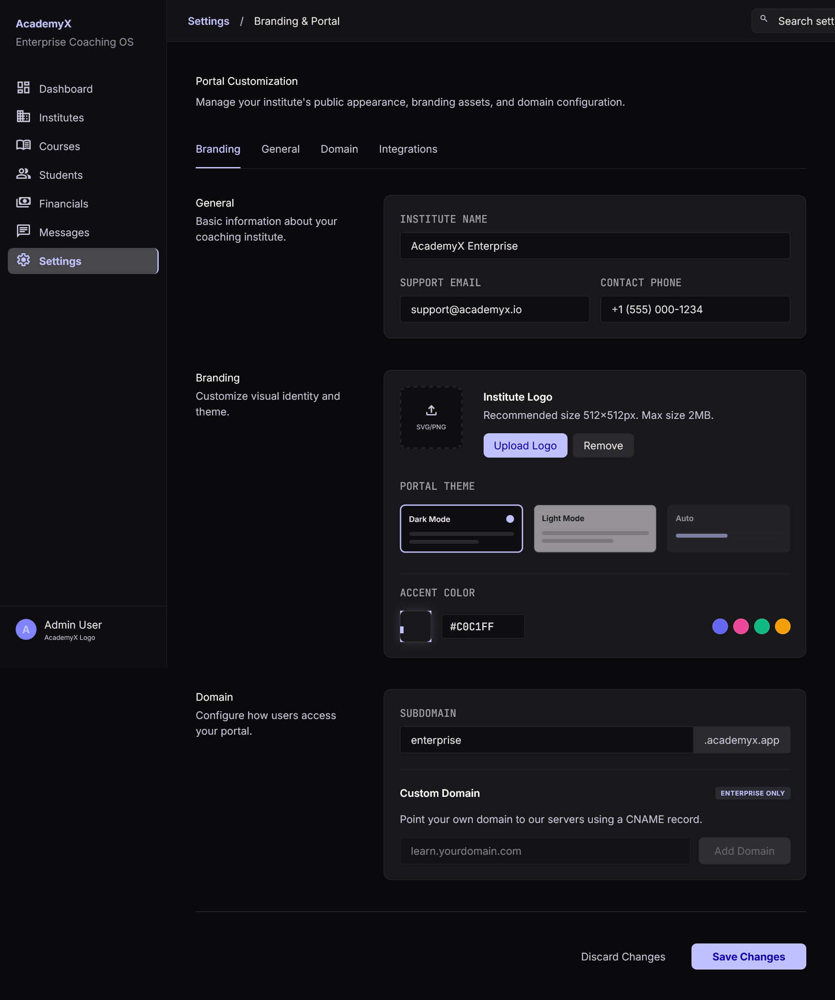 AcademyX
Enterprise Coaching OS
Dashboard
Institutes
Courses
Students
Financials
Messages
Settings
A
Admin User
AcademyX Logo
Settings / Branding & Portal
Search sett
Portal Customization
Manage your institute's public appearance, branding assets, and domain configuration.
Branding General Domain Integrations
General
Basic information about your
coaching institute.
INSTITUTE NAME
AcademyX Enterprise
SUPPORT EMAIL
support@academyx.io
CONTACT PHONE
+1 (555) 000-1234
Branding
Customize visual identity and
theme.
SVG/PNG
Institute Logo
Recommended size 512×512px. Max size 2MB.
Upload Logo
Remove
PORTAL THEME
Dark Mode
Light Mode
Auto
ACCENT COLOR
#C0C1FF
Domain
Configure how users access
your portal.
SUBDOMAIN
enterprise
.academyx.app
Custom Domain
ENTERPRISE ONLY
Point your own domain to our servers using a CNAME record.
learn.yourdomain.com
Add Domain
Discard Changes
Save Changes